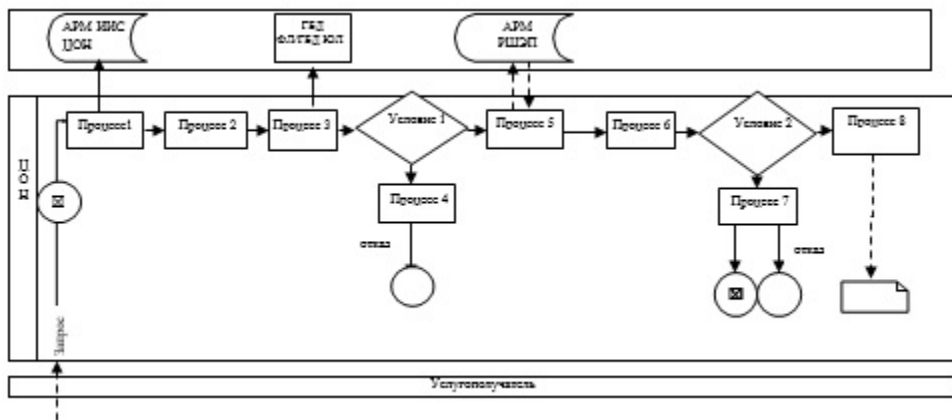 АРМ ИИС
ЦОН
ГБД
ФЛ/ГБД ЮЛ
АРМ
РШЭП
ЦОН
Процесс1
Процесс 2
Процесс 3
Условие 1
Процесс 5
Процесс 6
Условие 2
Процесс 8
Процесс 4
Процесс 7
отказ
отказ
Запрос
Услугополучатель